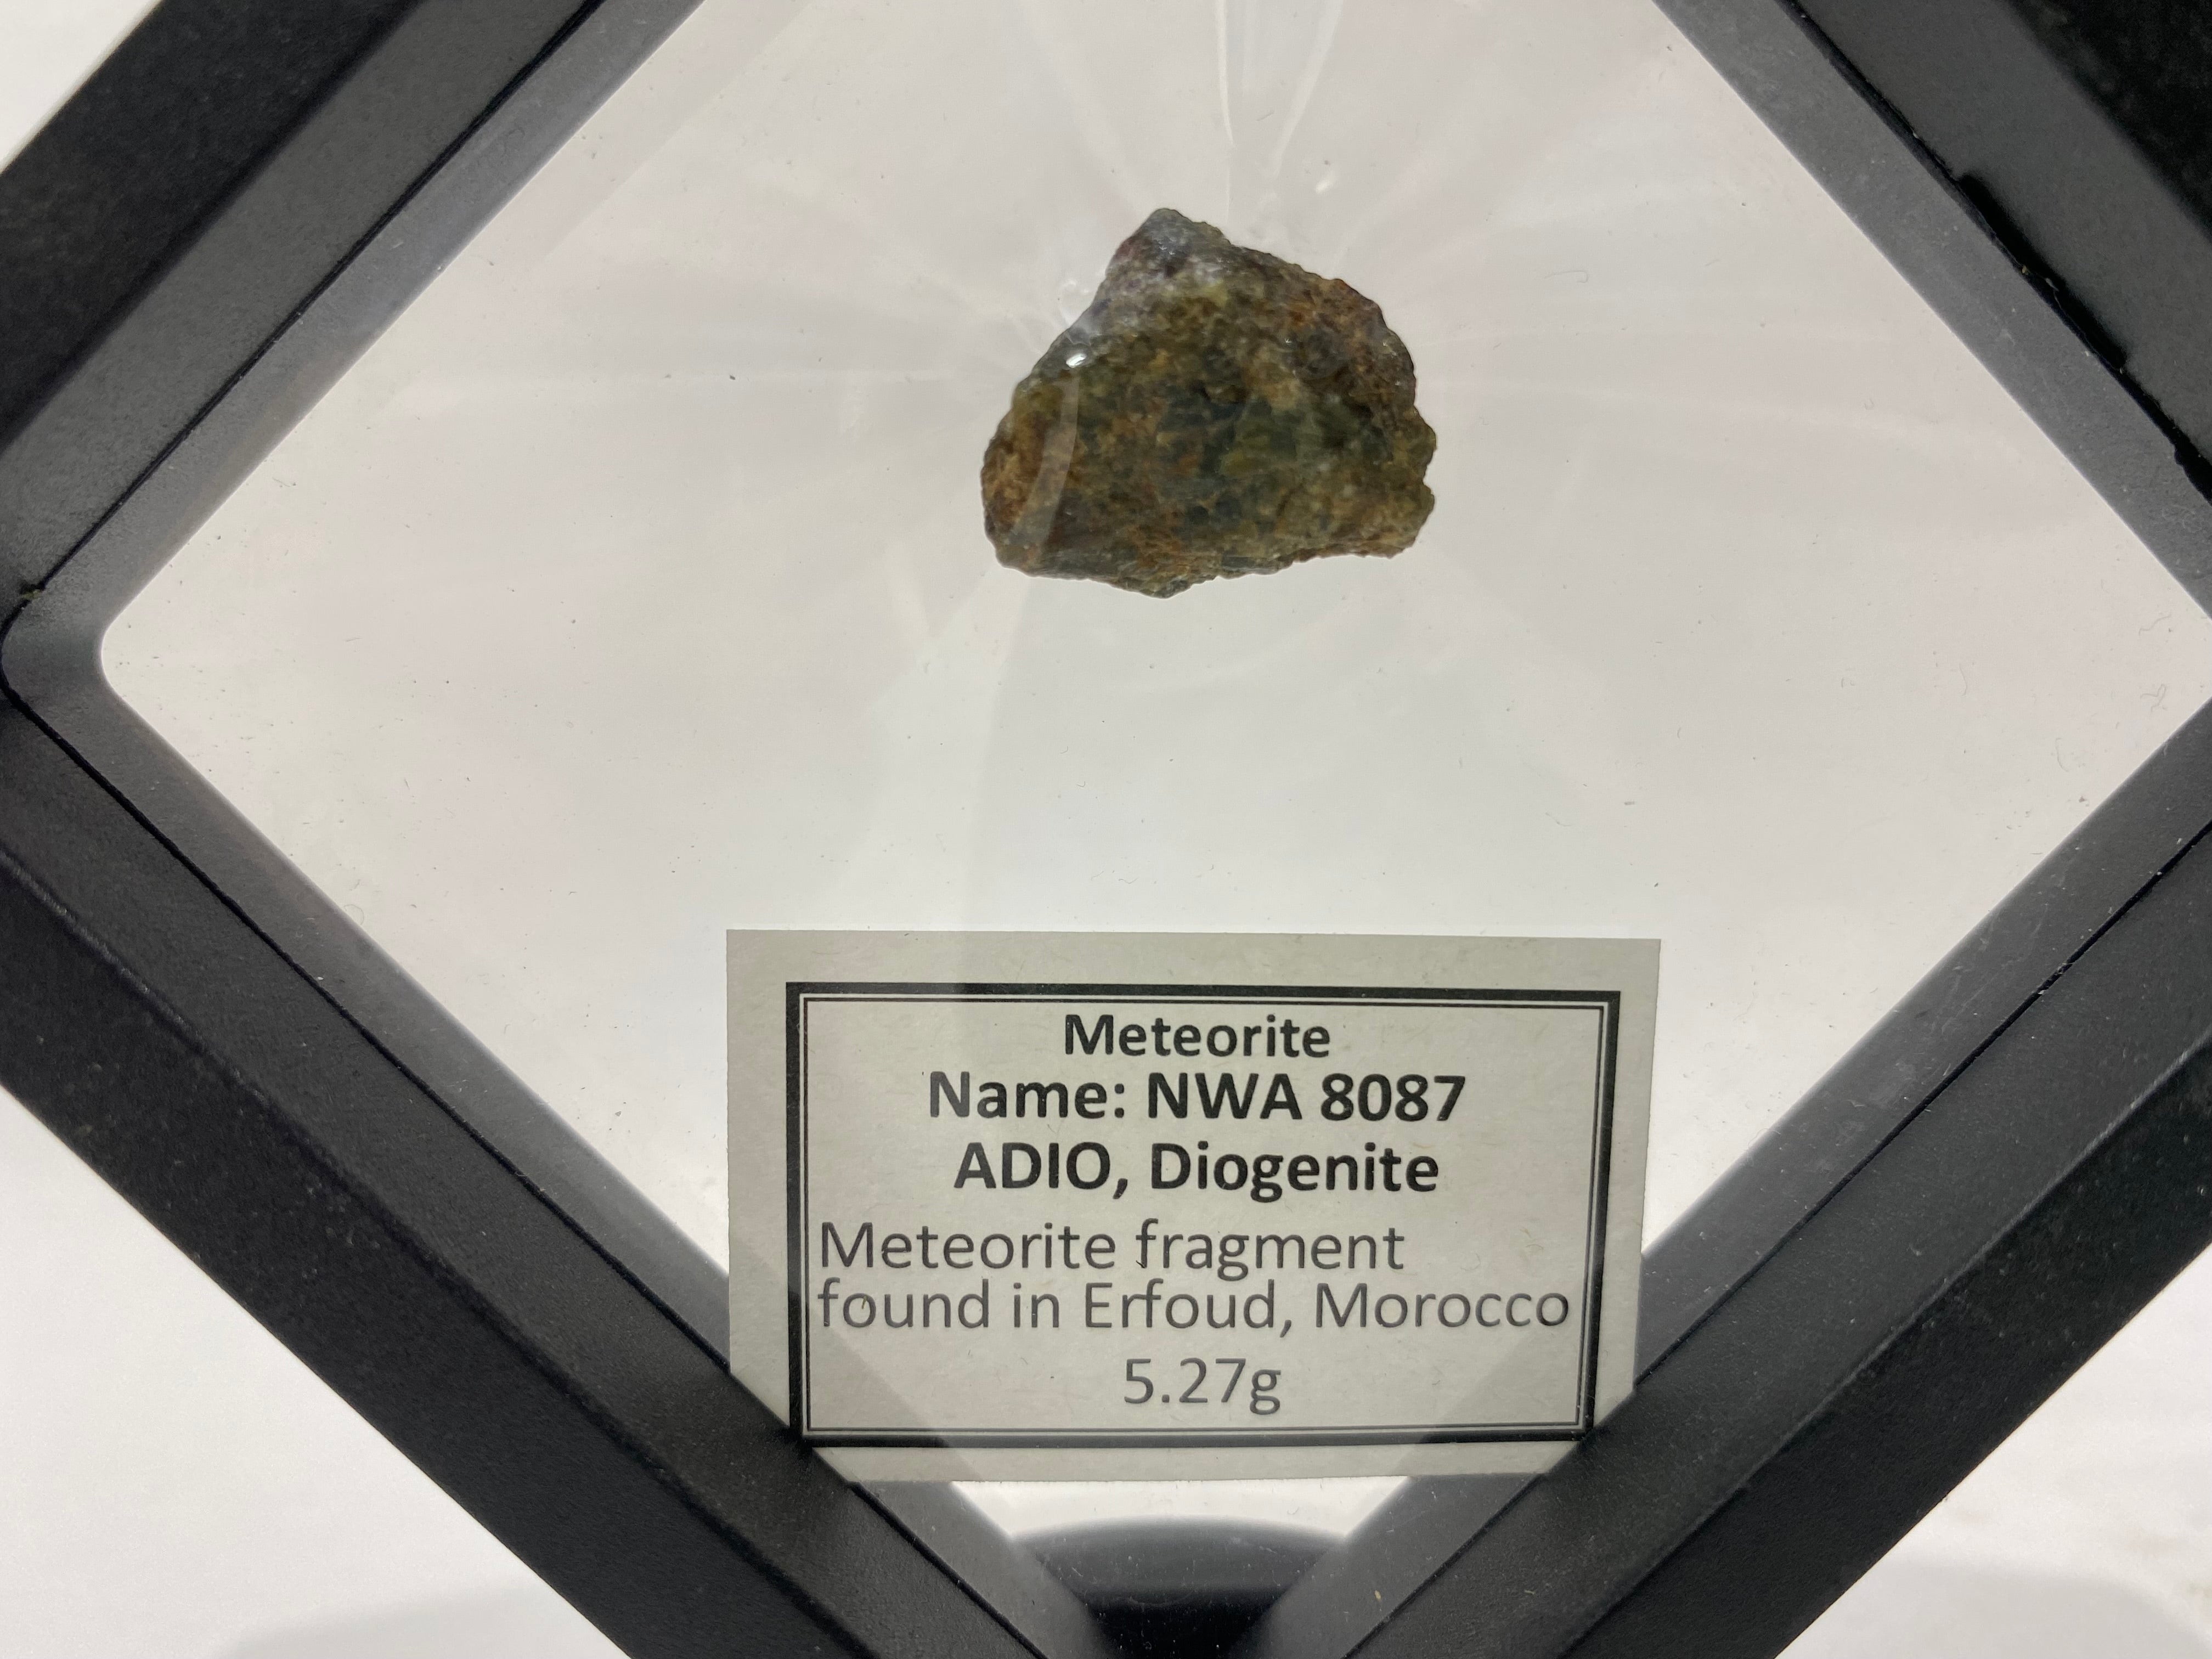 Meteorite
Name: NWA 8087
ADIO, Diogenite
Meteorite fragment
found in Erfoud, Morocco
5.27g